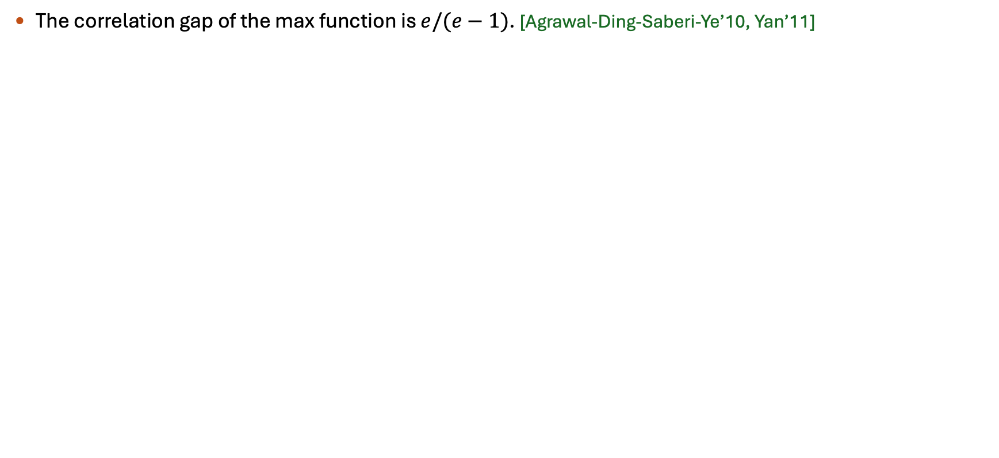 • The correlation gap of the max function is e/(e − 1). [Agrawal-Ding-Saberi-Ye’10, Yan’11]